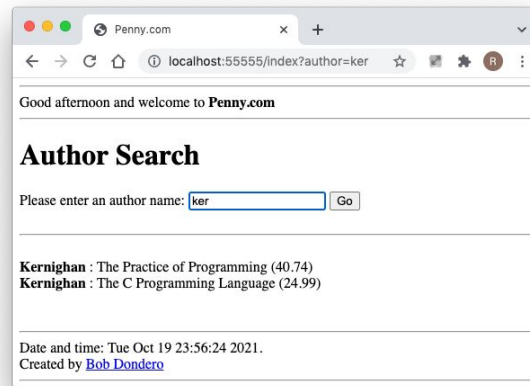 Penny.com
localhost:55555/index?author=ker
R
Good afternoon and welcome to Penny.com
Author Search
Please enter an author name: ker Go
Kernighan : The Practice of Programming (40.74)
Kernighan : The C Programming Language (24.99)
Date and time: Tue Oct 19 23:56:24 2021.
Created by Bob Dondero